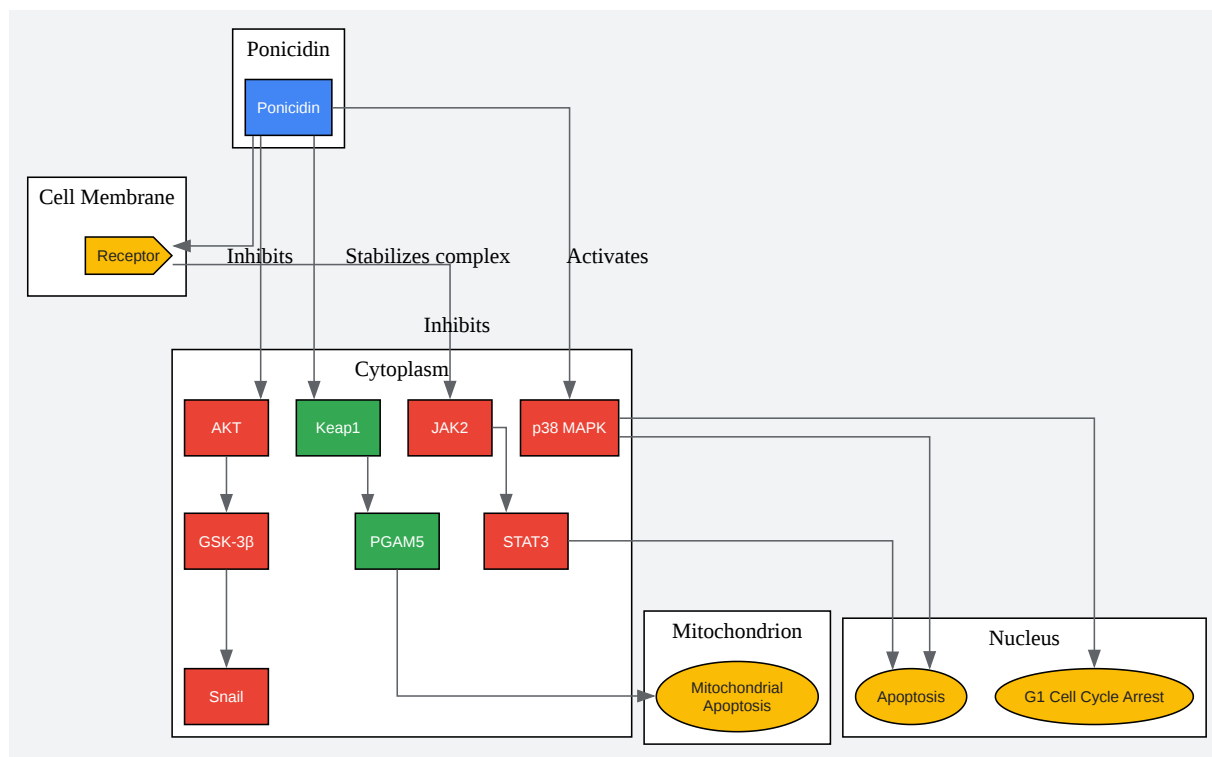 Ponicidin
Ponicidin
Cell Membrane
Receptor
Inhibits
Stabilizes complex
Activates
Inhibits
Cytoplasm
AKT
Keap1
JAK2
p38 MAPK
GSK-3β
PGAM5
STAT3
Mitochondrion
Nucleus
Snail
Mitochondrial
Apoptosis
Apoptosis
G1 Cell Cycle Arrest